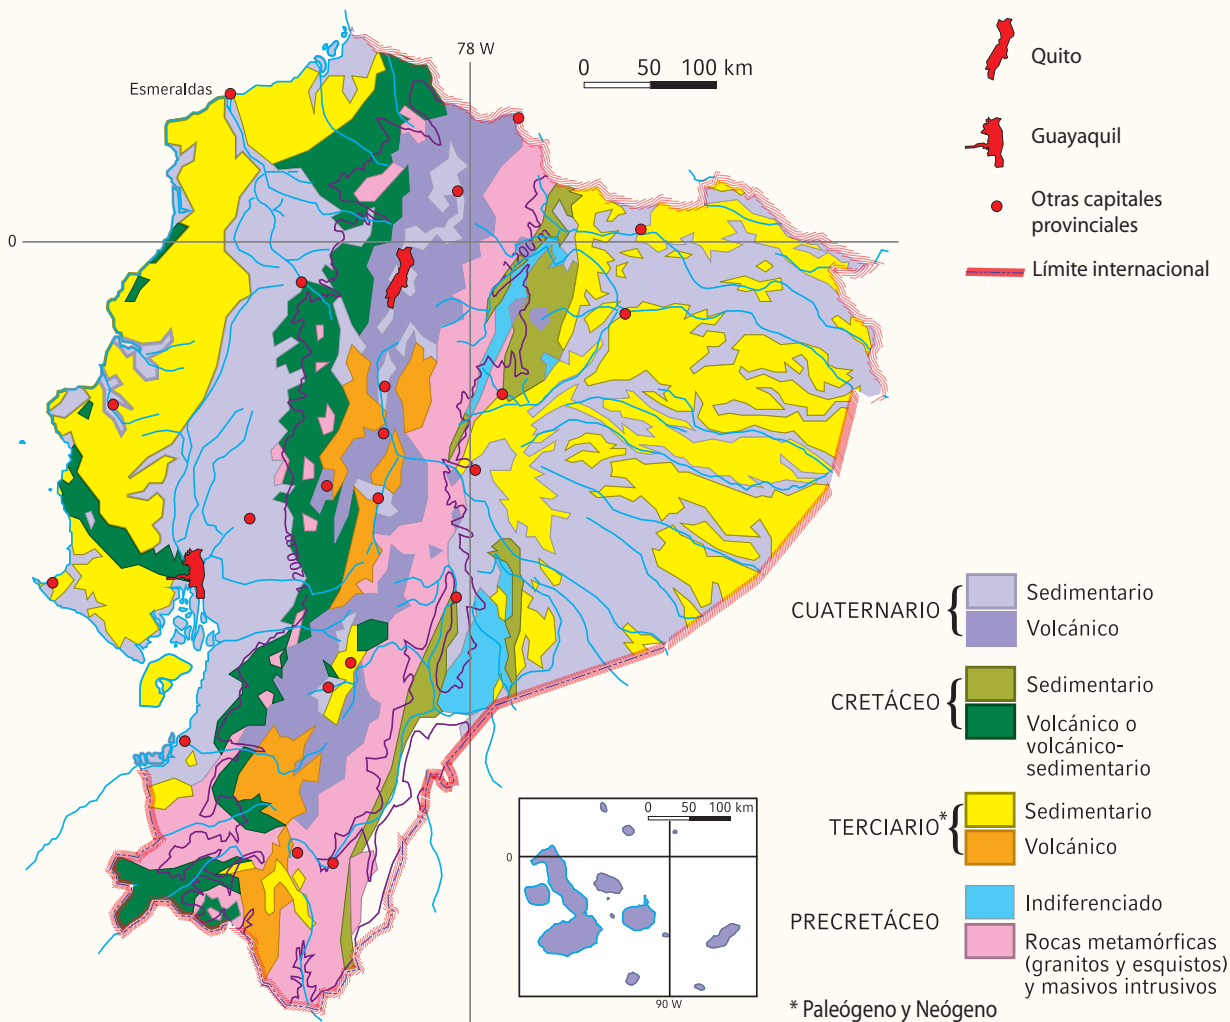 78 W
0 50 100 km
Esmeraldas
0
Quito
Guayaquil
Otras capitales
provinciales
Límite internacional
CUATERNARIO
Sedimentario
Volcánico
CRETÁCEO
Sedimentario
Volcánico o
volcánico-
sedimentario
TERCIARIO*
Sedimentario
Volcánico
PRECRETÁCEO
Indiferenciado
Rocas metamórficas
(granitos y esquistos)
y masivos intrusivos
* Paleógeno y Neógeno
0 50 100 km
0
90 W